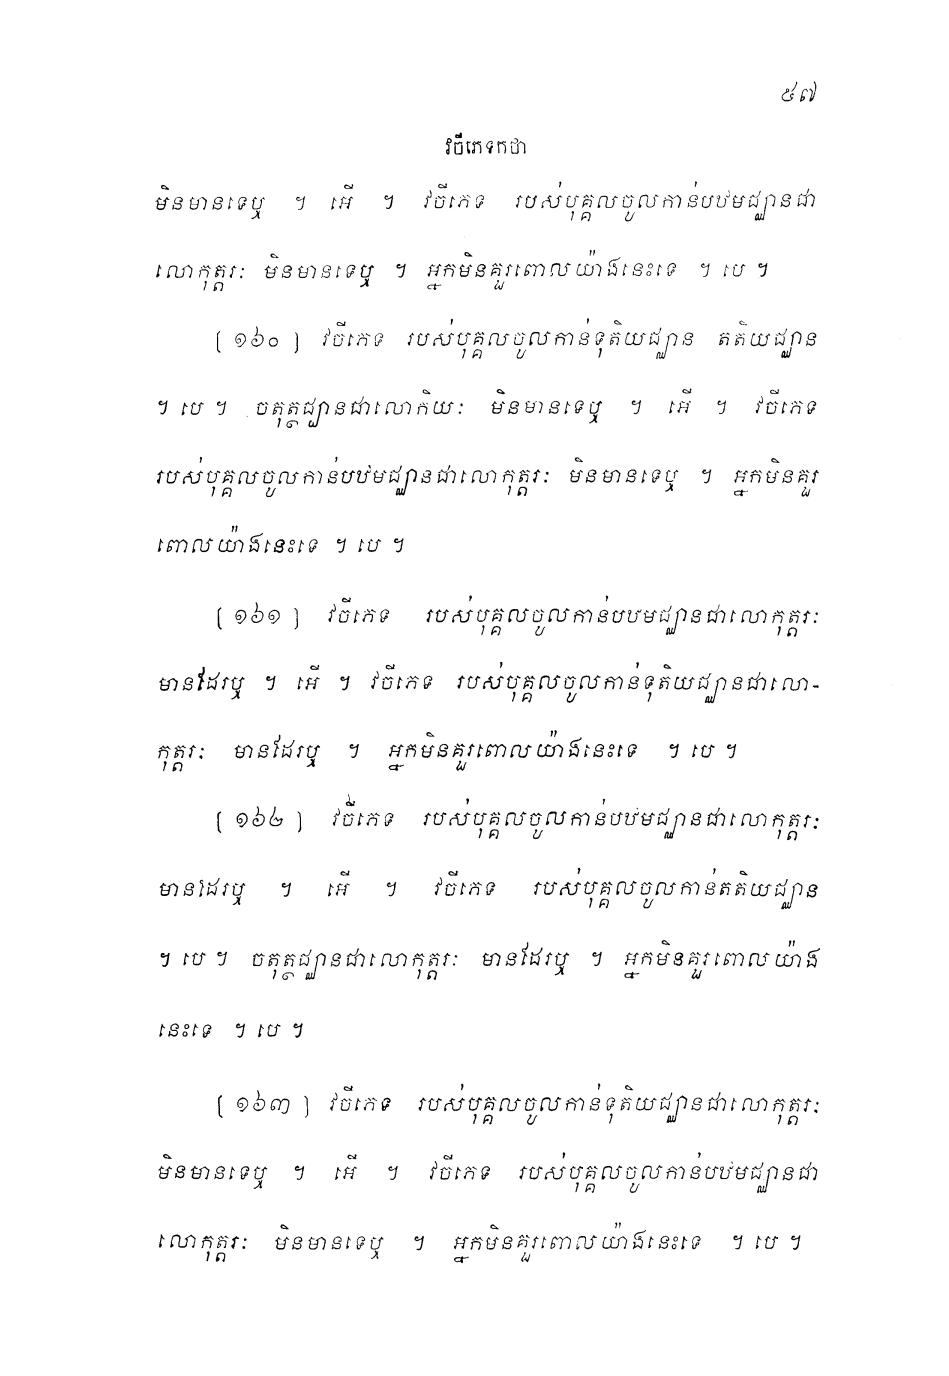 ៥៧
វចីភេទកថា
មិនមានទេឬ ។ អើ ។ វចីភេទ របស់បុគ្គលចូលកាន់បឋមជ្ឈានជា
លោកុត្តរៈ មិនមានទេឬ ។ អ្នកមិនគួរពោលយ៉ាងនេះទេ ។ បេ ។
[ ១៦០ ] វចីភេទ របស់បុគ្គលចូលកាន់ទុតិយជ្ឈាន តតិយជ្ឈាន
។ បេ ។ ចតុត្ថជ្ឈានជាលោកិយៈ មិនមានទេឬ ។ អើ ។ វចីភេទ
របស់បុគ្គលចូលកាន់បឋមជ្ឈានជាលោកុត្តរៈ មិនមានទេឬ ។ អ្នកមិនគួរ
ពោលយ៉ាងនេះទេ ។ បេ ។
[ ១៦១ ] វចីភេទ របស់បុគ្គលចូលកាន់បឋមជ្ឈានជាលោកុត្តរៈ
មានដែរឬ ។ អើ ។ វចីភេទ របស់បុគ្គលចូលកាន់ទុតិយជ្ឈានជាលោ-
កុត្តរៈ មានដែរឬ ។ អ្នកមិនគួរពោលយ៉ាងនេះទេ ។ បេ ។
[ ១៦២ ] វចីភេទ របស់បុគ្គលចូលកាន់បឋមជ្ឈានជាលោកុត្តរៈ
មានដែរឬ ។ អើ ។ វចីភេទ របស់បុគ្គលចូលកាន់តតិយជ្ឈាន
។ បេ ។ ចតុត្ថជ្ឈានជាលោកុត្តរៈ មានដែរឬ ។ អ្នកមិនគួរពោលយ៉ាង
នេះទេ ។ បេ ។
[ ១៦៣ ] វចីភេទ របស់បុគ្គលចូលកាន់ទុតិយជ្ឈានជាលោកុត្តរៈ
មិនមានទេឬ ។ អើ ។ វចីភេទ របស់បុគ្គលចូលកាន់បឋមជ្ឈានជា
លោកុត្តរៈ មិនមានទេឬ ។ អ្នកមិនគួរពោលយ៉ាងនេះទេ ។ បេ ។